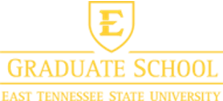 E
GRADUATE SCHOOL
EAST TENNESSEE STATE UNIVERSITY